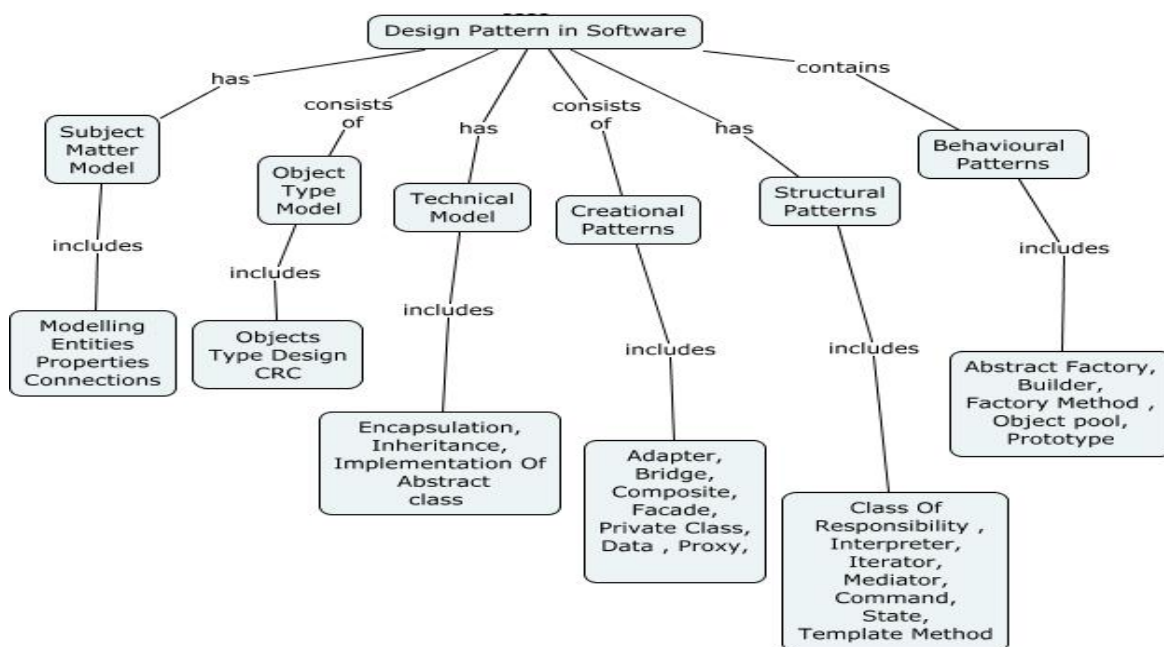 Design Pattern in Software
has
consists
of
has
consists
of
has
contains
Subject
Matter
Model
Object
Type
Model
Technical
Model
Creational
Patterns
Structural
Patterns
Behavioural
Patterns
includes
includes
includes
includes
includes
includes
Modelling
Entities
Properties
Connections
Objects
Type Design
CRC
Encapsulation,
Inheritance,
Implementation Of
Abstract
class
Adapter,
Bridge,
Composite,
Facade,
Private Class,
Data , Proxy,
Class Of
Responsibility ,
Interpreter,
Iterator,
Mediator,
Command,
State,
Template Method
Abstract Factory,
Builder,
Factory Method ,
Object pool,
Prototype